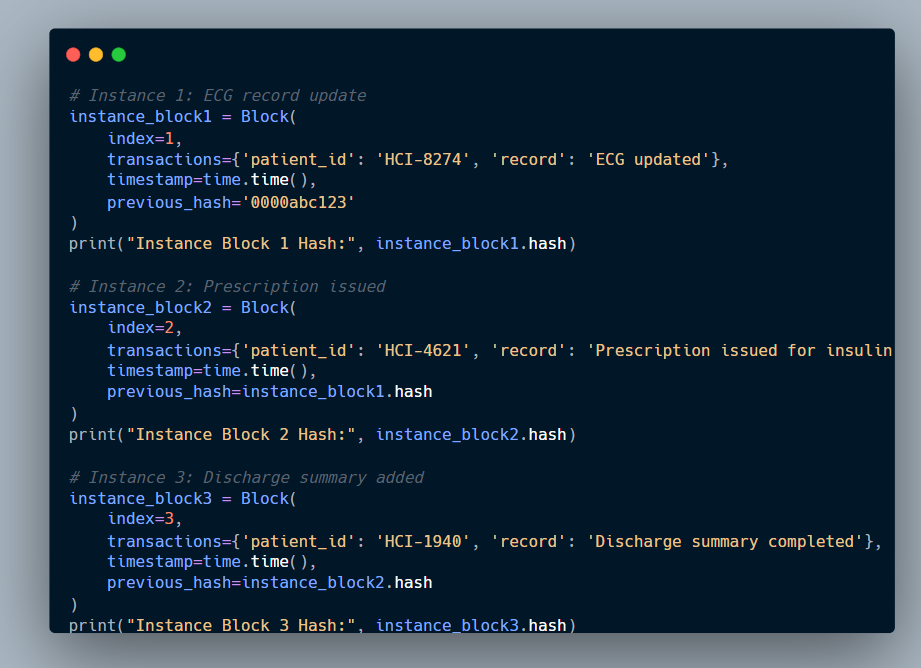 # Instance 1: ECG record update
instance_block1 = Block(
    index=1,
    transactions={'patient_id': 'HCI-8274', 'record': 'ECG updated'},
    timestamp=time.time(),
    previous_hash='0000abc123'
)
print("Instance Block 1 Hash:", instance_block1.hash)
# Instance 2: Prescription issued
instance_block2 = Block(
    index=2,
    transactions={'patient_id': 'HCI-4621', 'record': 'Prescription issued for insulin
    timestamp=time.time(),
    previous_hash=instance_block1.hash
)
print("Instance Block 2 Hash:", instance_block2.hash)
# Instance 3: Discharge summary added
instance_block3 = Block(
    index=3,
    transactions={'patient_id': 'HCI-1940', 'record': 'Discharge summary completed'},
    timestamp=time.time(),
    previous_hash=instance_block2.hash
)
print("Instance Block 3 Hash:", instance_block3.hash)